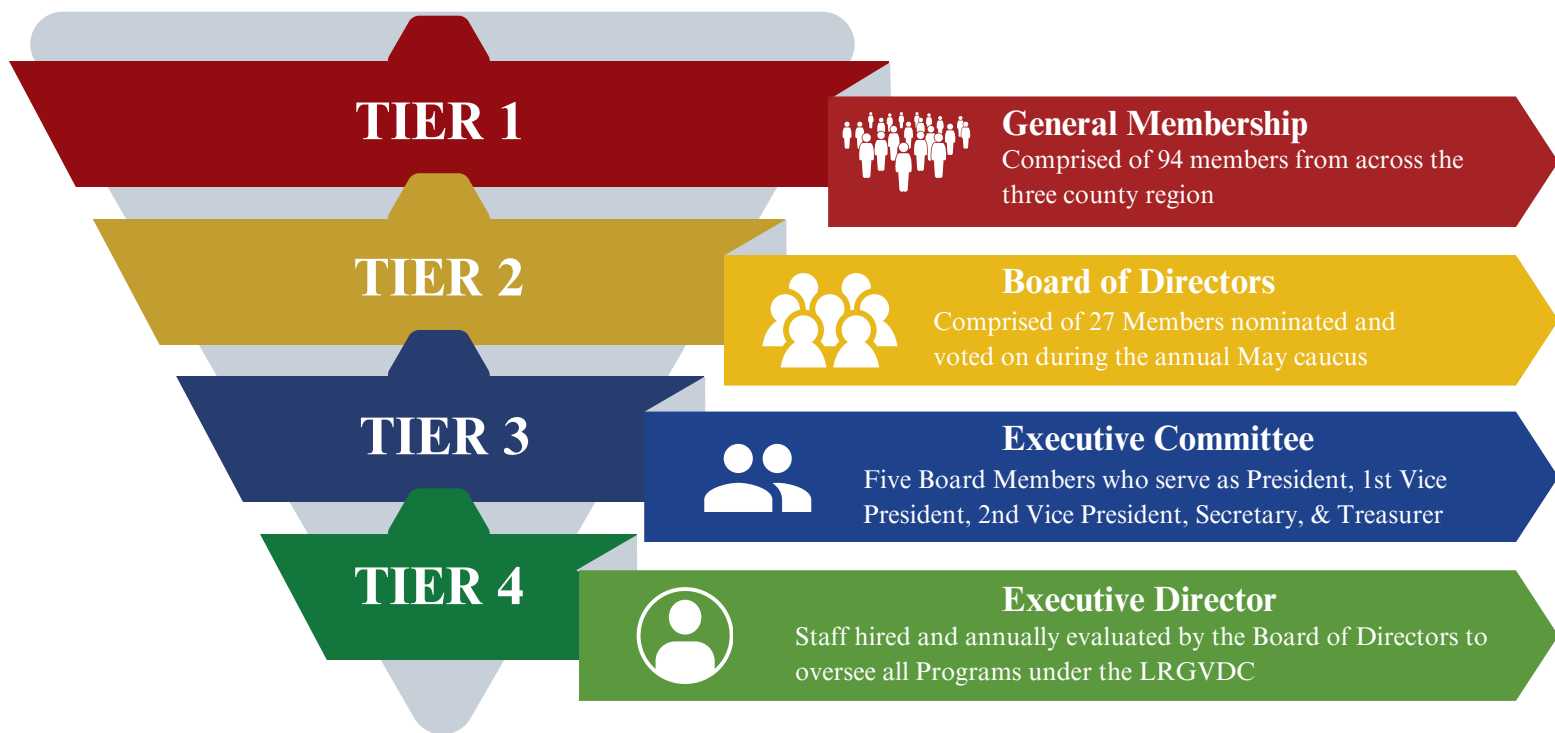 TIER 1
General Membership
Comprised of 94 members from across the
three county region
TIER 2
Board of Directors
Comprised of 27 Members nominated and
voted on during the annual May caucus
TIER 3
Executive Committee
Five Board Members who serve as President, 1st Vice
President, 2nd Vice President, Secretary, & Treasurer
TIER 4
Executive Director
Staff hired and annually evaluated by the Board of Directors to
oversee all Programs under the LRGVDC